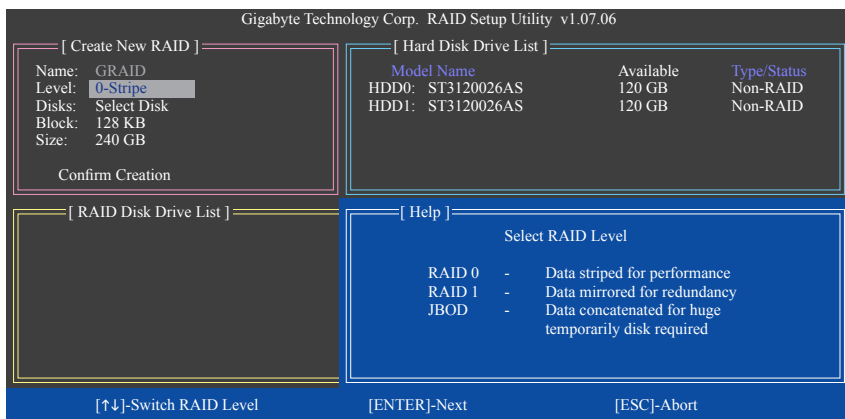 Gigabyte Technology Corp. RAID Setup Utility v1.07.06
[ Create New RAID ]
Name: GRAID
Level: 0-Stripe
Disks: Select Disk
Block: 128 KB
Size: 240 GB
Confirm Creation
[ Hard Disk Drive List ]
Model Name Available Type/Status
HDD0: ST3120026AS 120 GB Non-RAID
HDD1: ST3120026AS 120 GB Non-RAID
[ RAID Disk Drive List ]
[ Help ]
Select RAID Level
RAID 0 - Data striped for performance
RAID 1 - Data mirrored for redundancy
JBOD - Data concatenated for huge
temporarily disk required
[↑↓]-Switch RAID Level [ENTER]-Next [ESC]-Abort